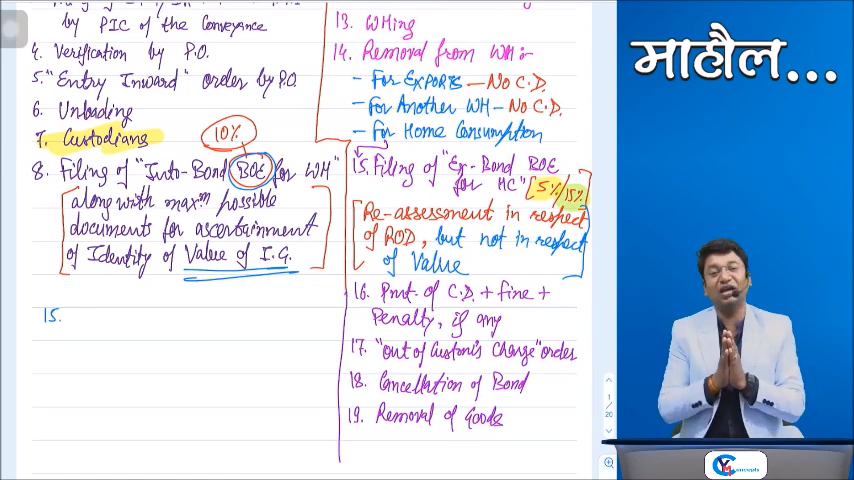 by PIC of the Conveyance
4. Verification by P.O.
5. "Entry Inward" order by P.O
6. Unloading
7. Custodians
10%
8. Filing of "Into-Bond BOE for WH"
along with max^m possible
documents for ascertainment
of Identity of Value of I.G.
15.
13. WHing
14. Removal from WH:-
- For EXPORTS - No C.D.
- For Another WH - No C.D.
- For Home Consumption
15. Filing of "Ex-Bond BOE
for HC" [5%/15%]
Re-assessment in respect
of ROD, but not in respect
of Value
16. Pmt. of C.D. + fine +
Penalty, if any
17. "out of Custom's Charge" order
18. Cancellation of Bond
19. Removal of Goods
माहौल...
1
/ 20
Concepts